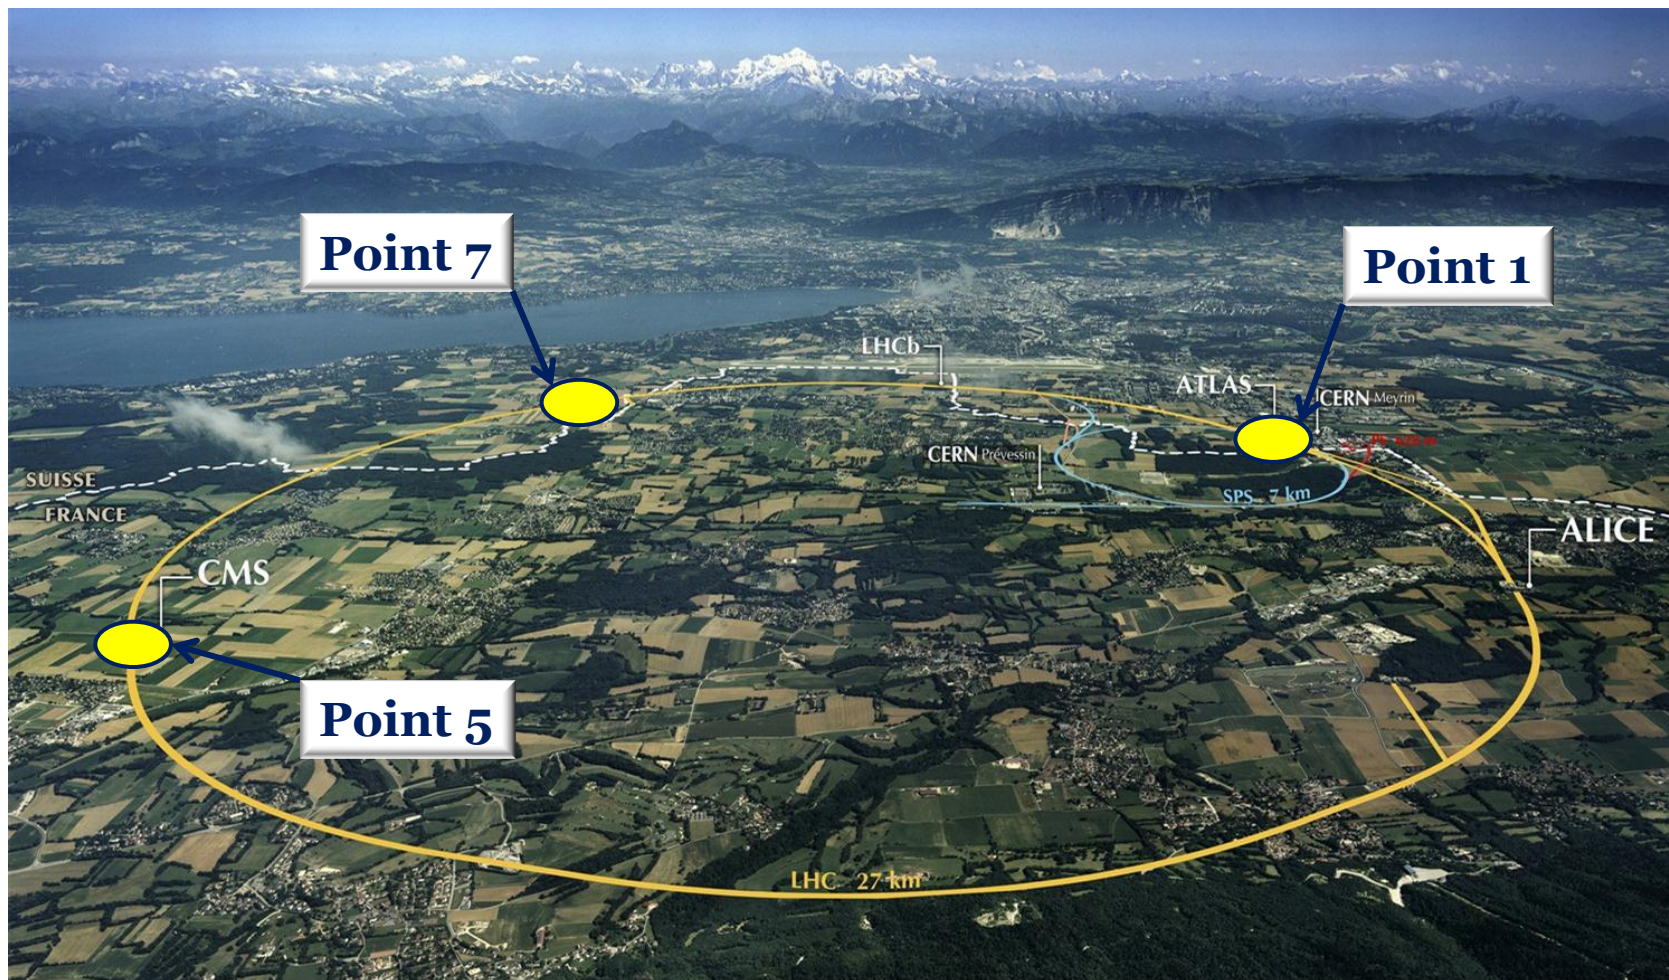 Point 7
Point 1
LHCb
ATLAS
CERN Meyrin
CERN Prévessin
SUISSE
FRANCE
SPS 7 km
ALICE
CMS
Point 5
LHC 27 km